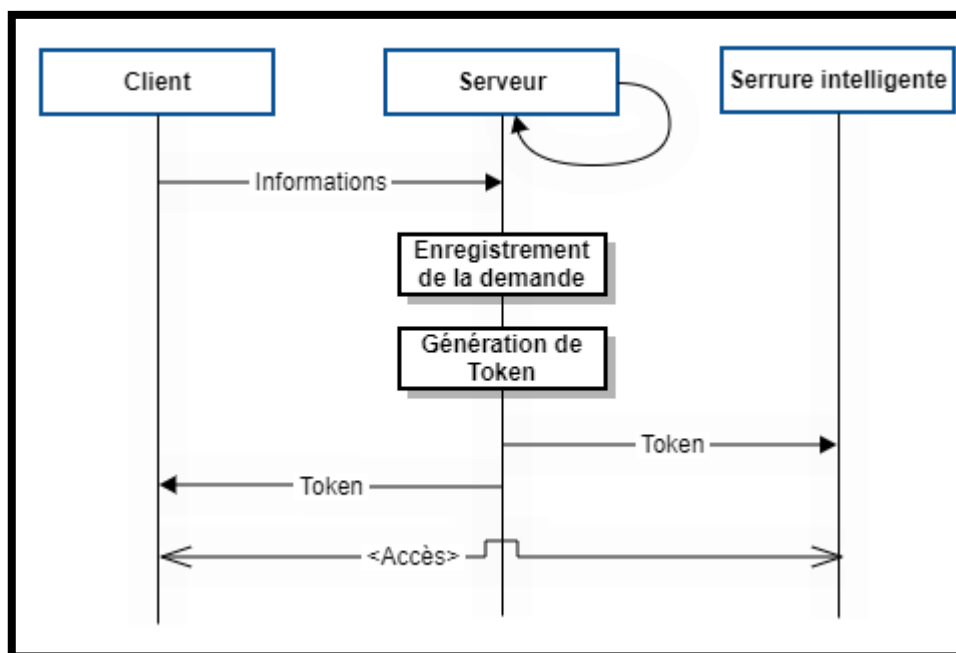 Client
Serveur
Serrure intelligente
Informations
Enregistrement
de la demande
Génération de
Token
Token
Token
<Accès>